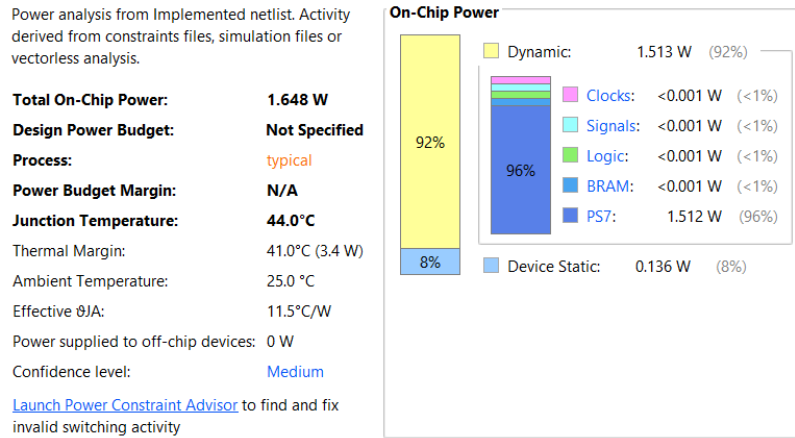 Power analysis from Implemented netlist. Activity
derived from constraints files, simulation files or
vectorless analysis.
Total On-Chip Power: 1.648 W
Design Power Budget: Not Specified
Process: typical
Power Budget Margin: N/A
Junction Temperature: 44.0°C
Thermal Margin: 41.0°C (3.4 W)
Ambient Temperature: 25.0 °C
Effective ϑJA: 11.5°C/W
Power supplied to off-chip devices: 0 W
Confidence level: Medium
Launch Power Constraint Advisor to find and fix
invalid switching activity
On-Chip Power
92%
8%
Dynamic: 1.513 W (92%)
96%
Clocks: <0.001 W (<1%)
Signals: <0.001 W (<1%)
Logic: <0.001 W (<1%)
BRAM: <0.001 W (<1%)
PS7: 1.512 W (96%)
Device Static: 0.136 W (8%)